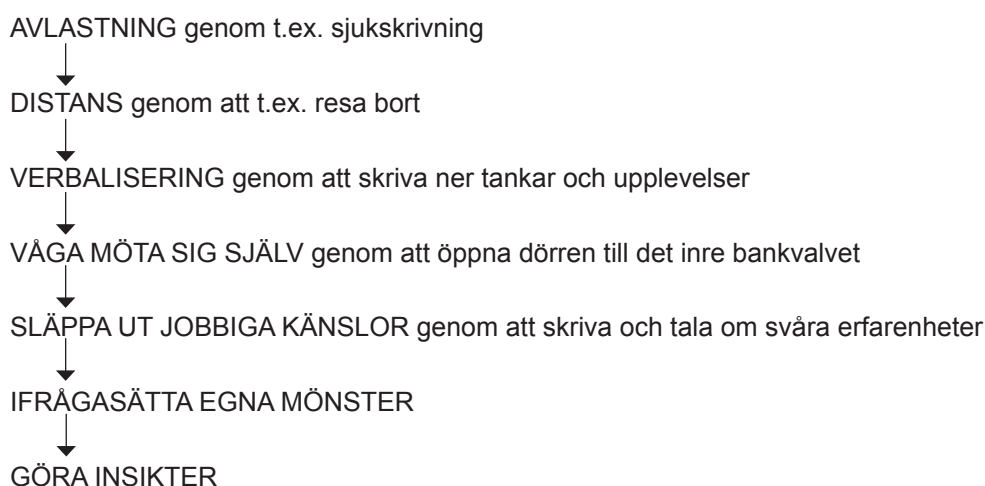 AVLASTNING genom t.ex. sjukskrivning
DISTANS genom att t.ex. resa bort
VERBALISERING genom att skriva ner tankar och upplevelser
VÅGA MÖTA SIG SJÄLV genom att öppna dörren till det inre bankvalvet
SLÄPPA UT JOBBIGA KÄNSLOR genom att skriva och tala om svåra erfarenheter
IFRÅGASÄTTA EGNA MÖNSTER
GÖRA INSIKTER